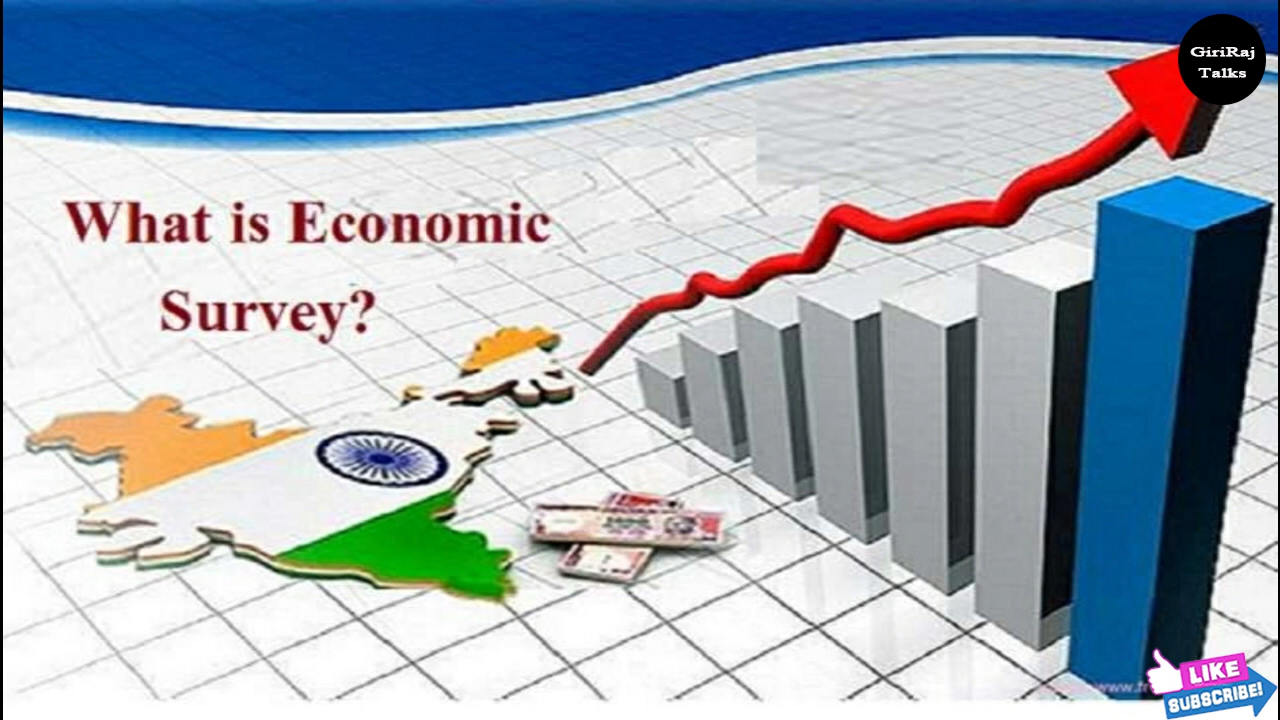 GiriRaj
Talks
What is Economic
Survey?
LIKE
SUBSCRIBE!